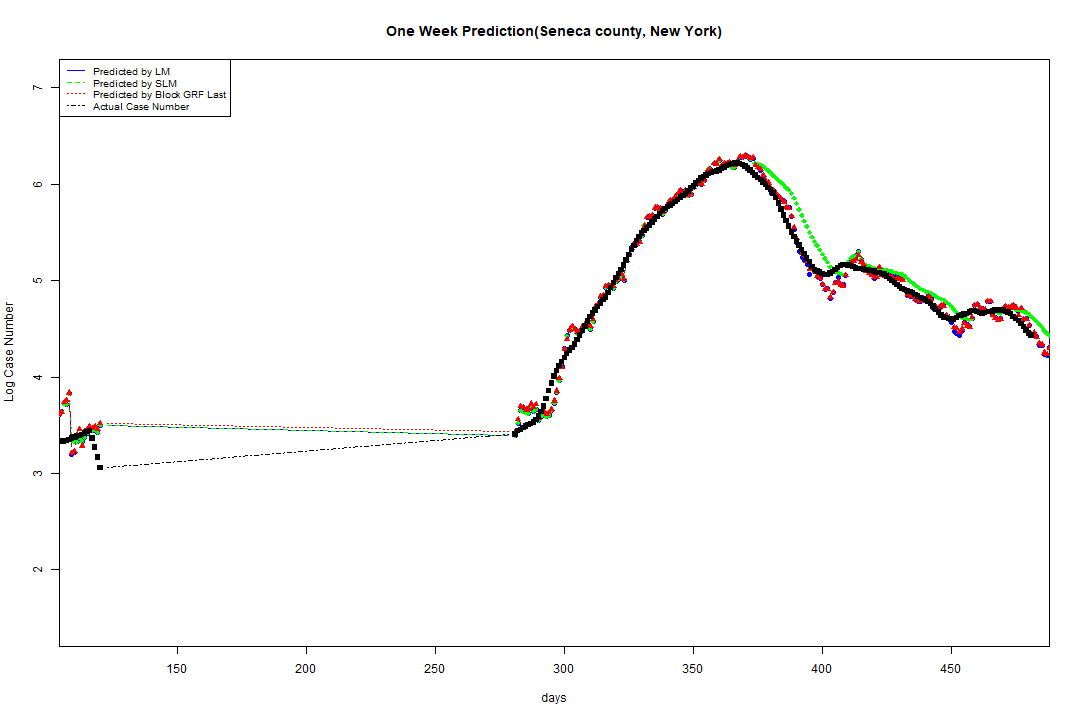 One Week Prediction(Seneca county, New York)
Predicted by LM
Predicted by SLM
Predicted by Block GRF Last
Actual Case Number
7
6
5
4
3
2
Log Case Number
150 200 250 300 350 400 450
days